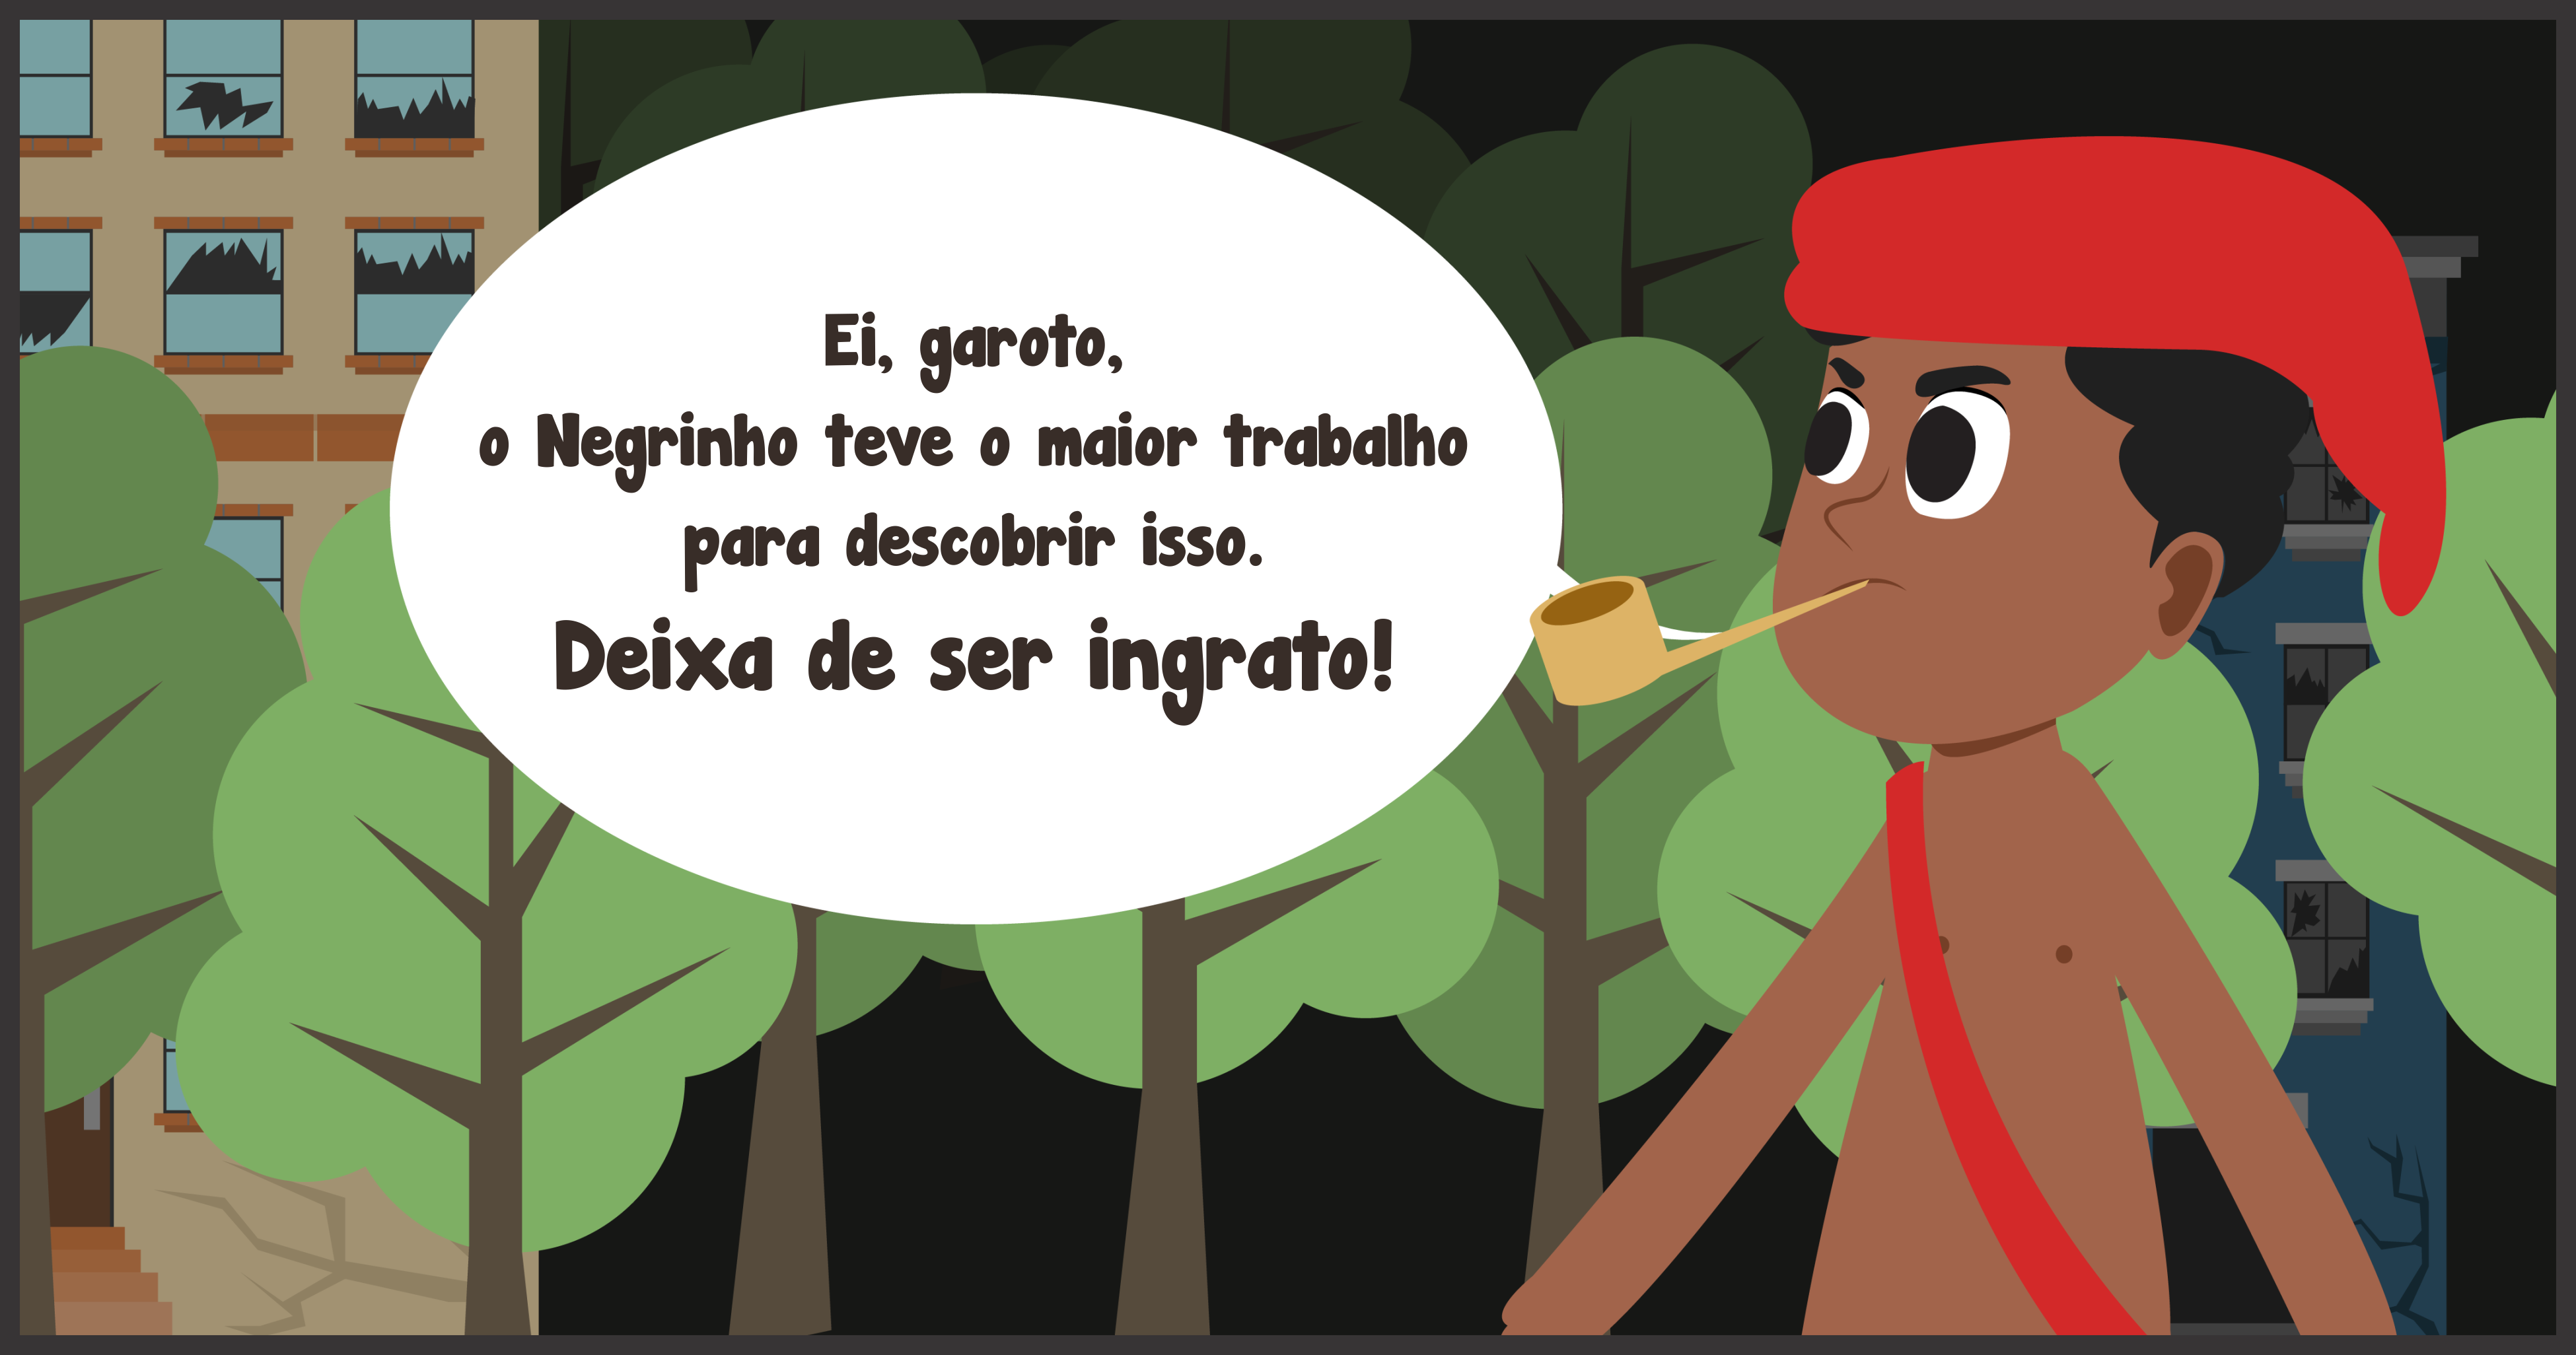 Ei, garoto,
o Negrinho teve o maior trabalho
para descobrir isso.
Deixa de ser ingrato!